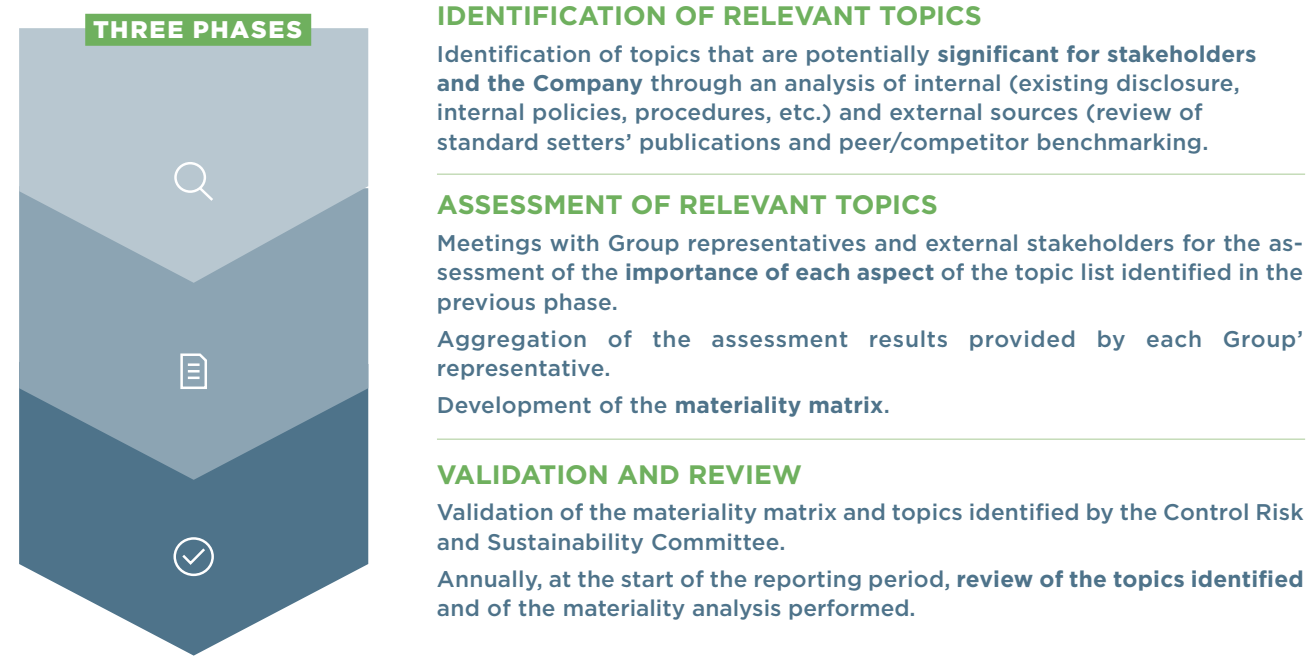 THREE PHASES
IDENTIFICATION OF RELEVANT TOPICS
Identification of topics that are potentially significant for stakeholders
and the Company through an analysis of internal (existing disclosure,
internal policies, procedures, etc.) and external sources (review of
standard setters’ publications and peer/competitor benchmarking.
ASSESSMENT OF RELEVANT TOPICS
Meetings with Group representatives and external stakeholders for the as-
sessment of the importance of each aspect of the topic list identified in the
previous phase.
Aggregation of the assessment results provided by each Group’
representative.
Development of the materiality matrix.
VALIDATION AND REVIEW
Validation of the materiality matrix and topics identified by the Control Risk
and Sustainability Committee.
Annually, at the start of the reporting period, review of the topics identified
and of the materiality analysis performed.